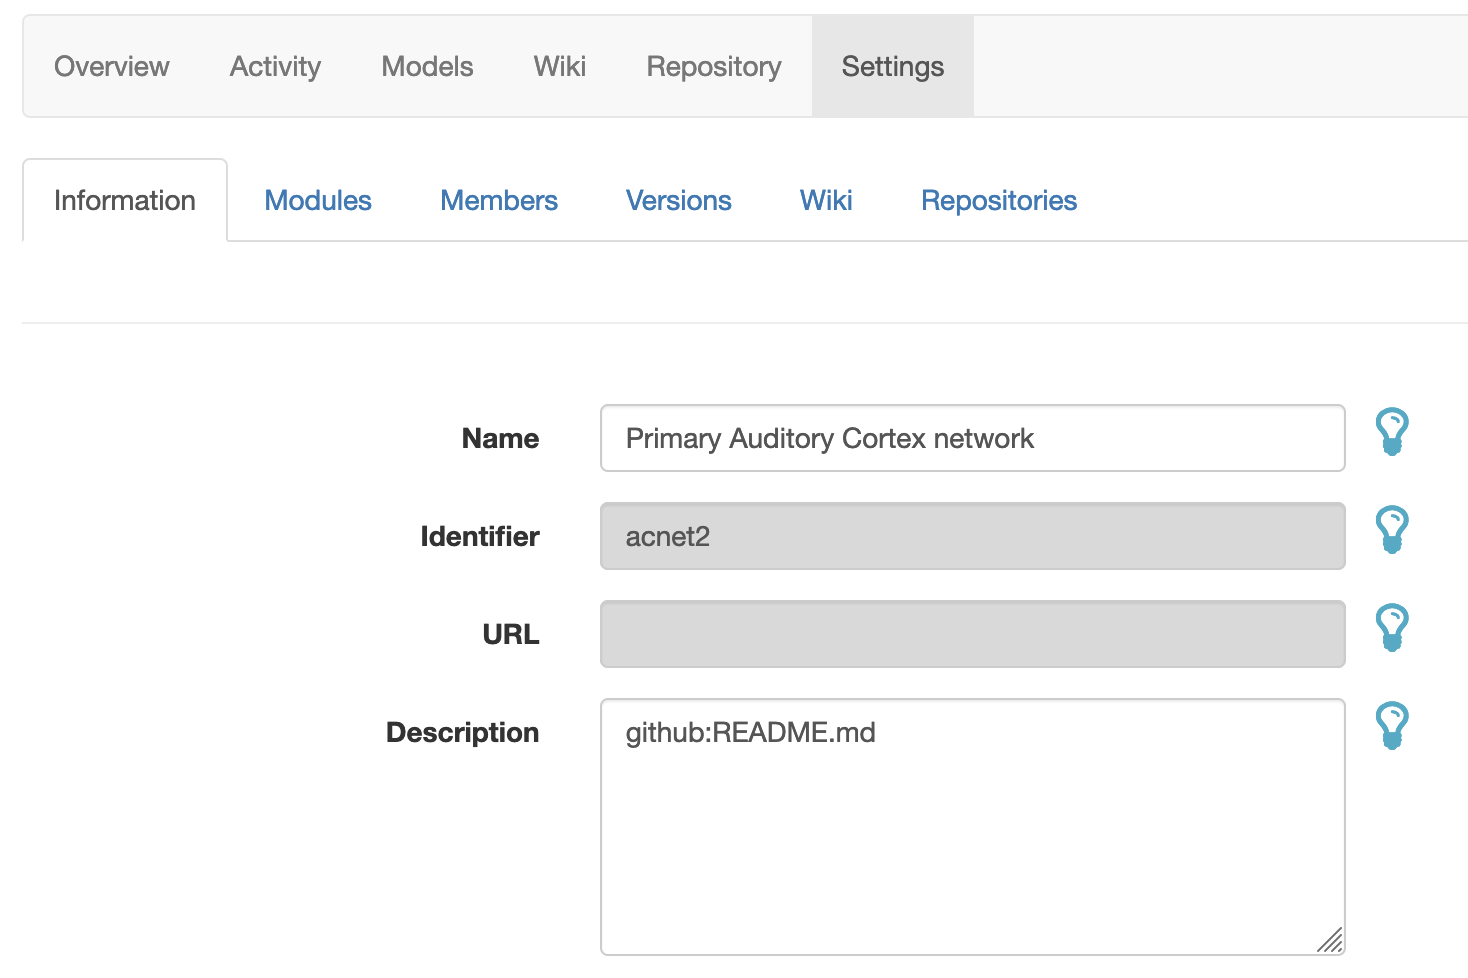 Overview Activity Models Wiki Repository Settings
Information Modules Members Versions Wiki Repositories
Name Primary Auditory Cortex network
Identifier acnet2
URL
Description github:README.md